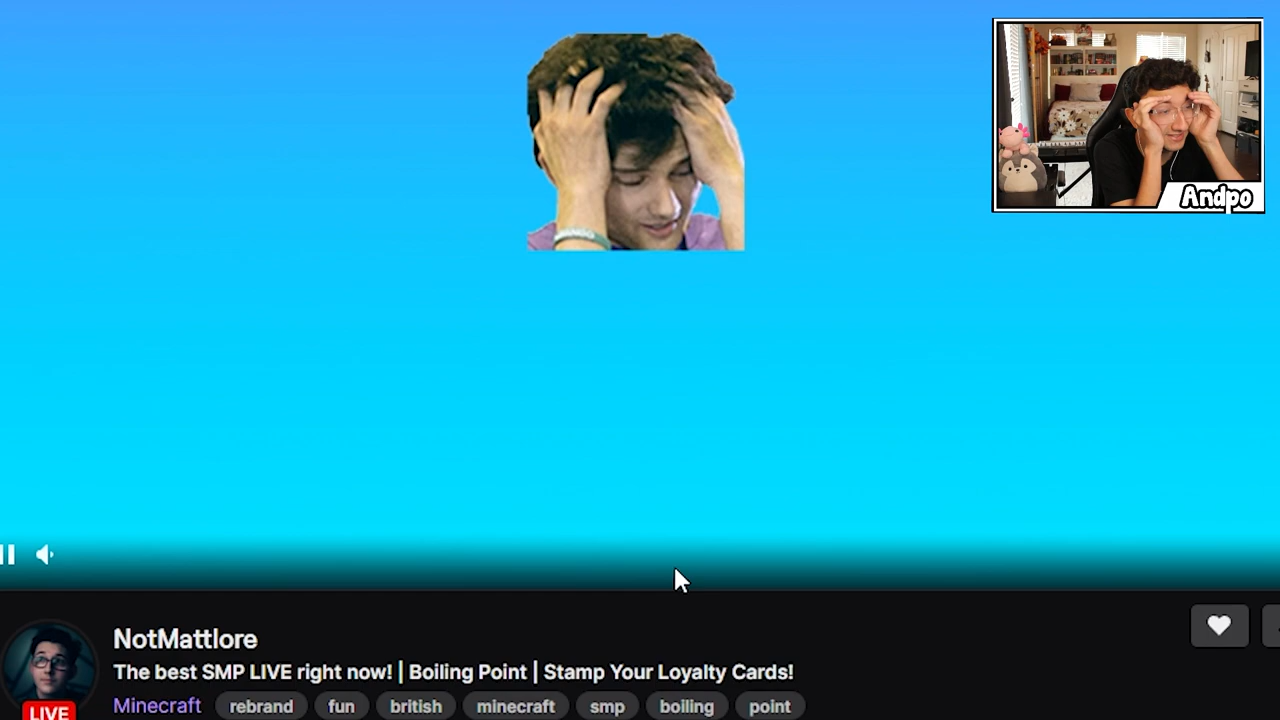 Andpo
NotMattlore
The best SMP LIVE right now! | Boiling Point | Stamp Your Loyalty Cards!
Minecraft rebrand fun british minecraft smp boiling point
LIVE